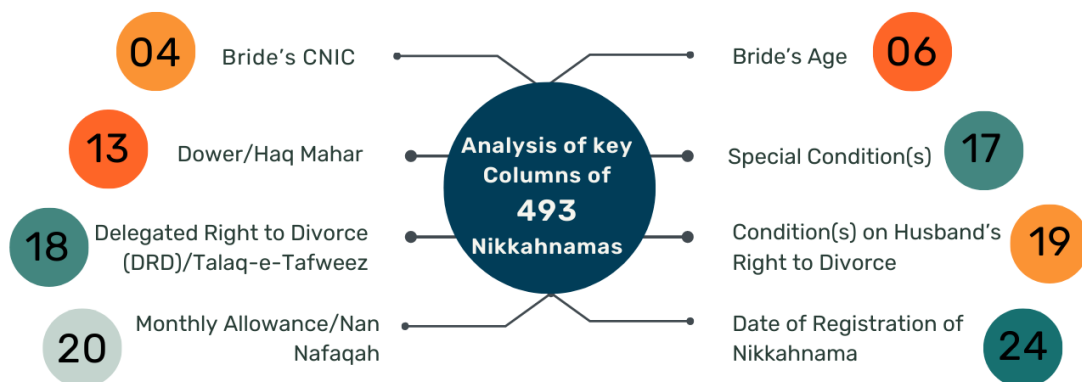 04
Bride's CNIC
Bride's Age
06
13
Dower/Haq Mahar
Analysis of key
Columns of
493
Nikkahnamas
Special Condition(s)
17
18
Delegated Right to Divorce
(DRD)/Talaq-e-Tafweez
Condition(s) on Husband's
Right to Divorce
19
20
Monthly Allowance/Nan
Nafaqah
Date of Registration of
Nikkahnama
24